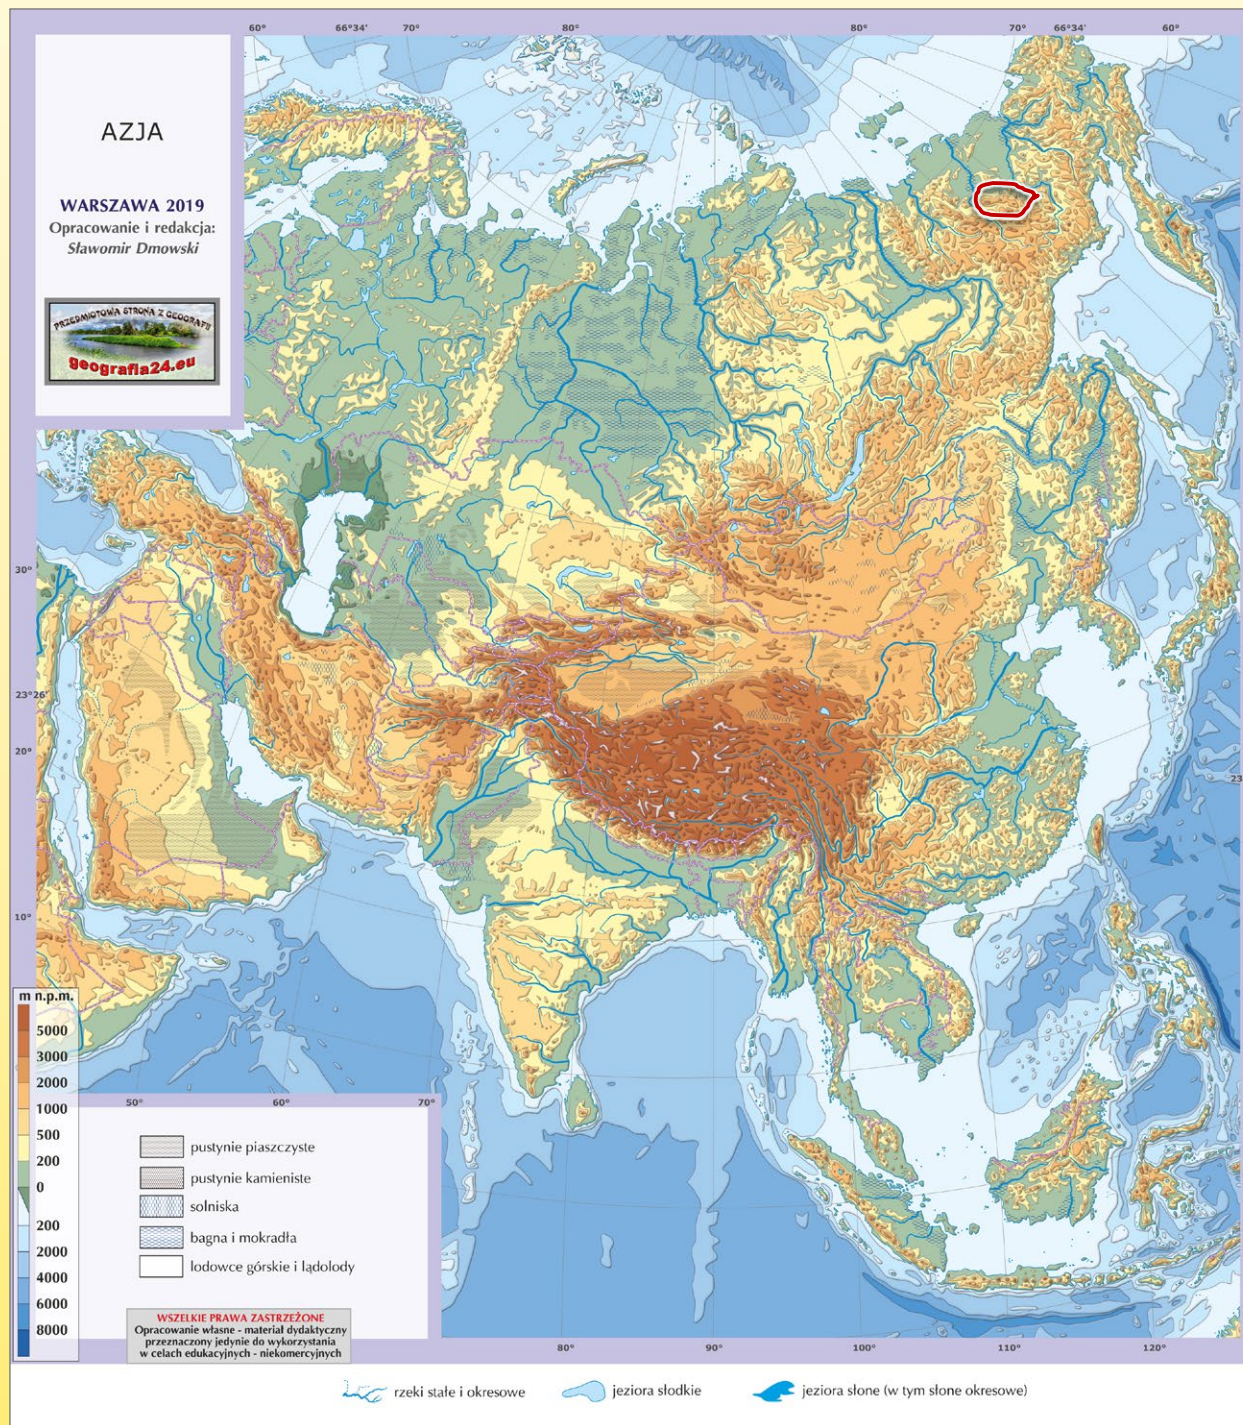 60° 66°34' 70° 80° 80° 70° 66°34' 60°
AZJA
WARSZAWA 2019
Opracowanie i redakcja:
Sławomir Dmowski
PRZEDMIOTOWA STRONA Z GEOGRAFII
geografia24.eu
30°
23°26'
20°
10°
23
m n.p.m.
5000
3000
2000
1000
500
200
0
200
2000
4000
6000
8000
50° 60° 70°
pustynie piaszczyste
pustynie kamieniste
soliska
bagna i mokradła
lodowce górskie i lądolody
WSZELKIE PRAWA ZASTRZEŻONE
Opracowanie własne - materiał dydaktyczny
przeznaczony jedynie do wykorzystania
w celach edukacyjnych - niekomercyjnych
80° 90° 100° 110° 120°
rzeki stałe i okresowe
jeziora słodkie
jeziora słone (w tym słone okresowe)